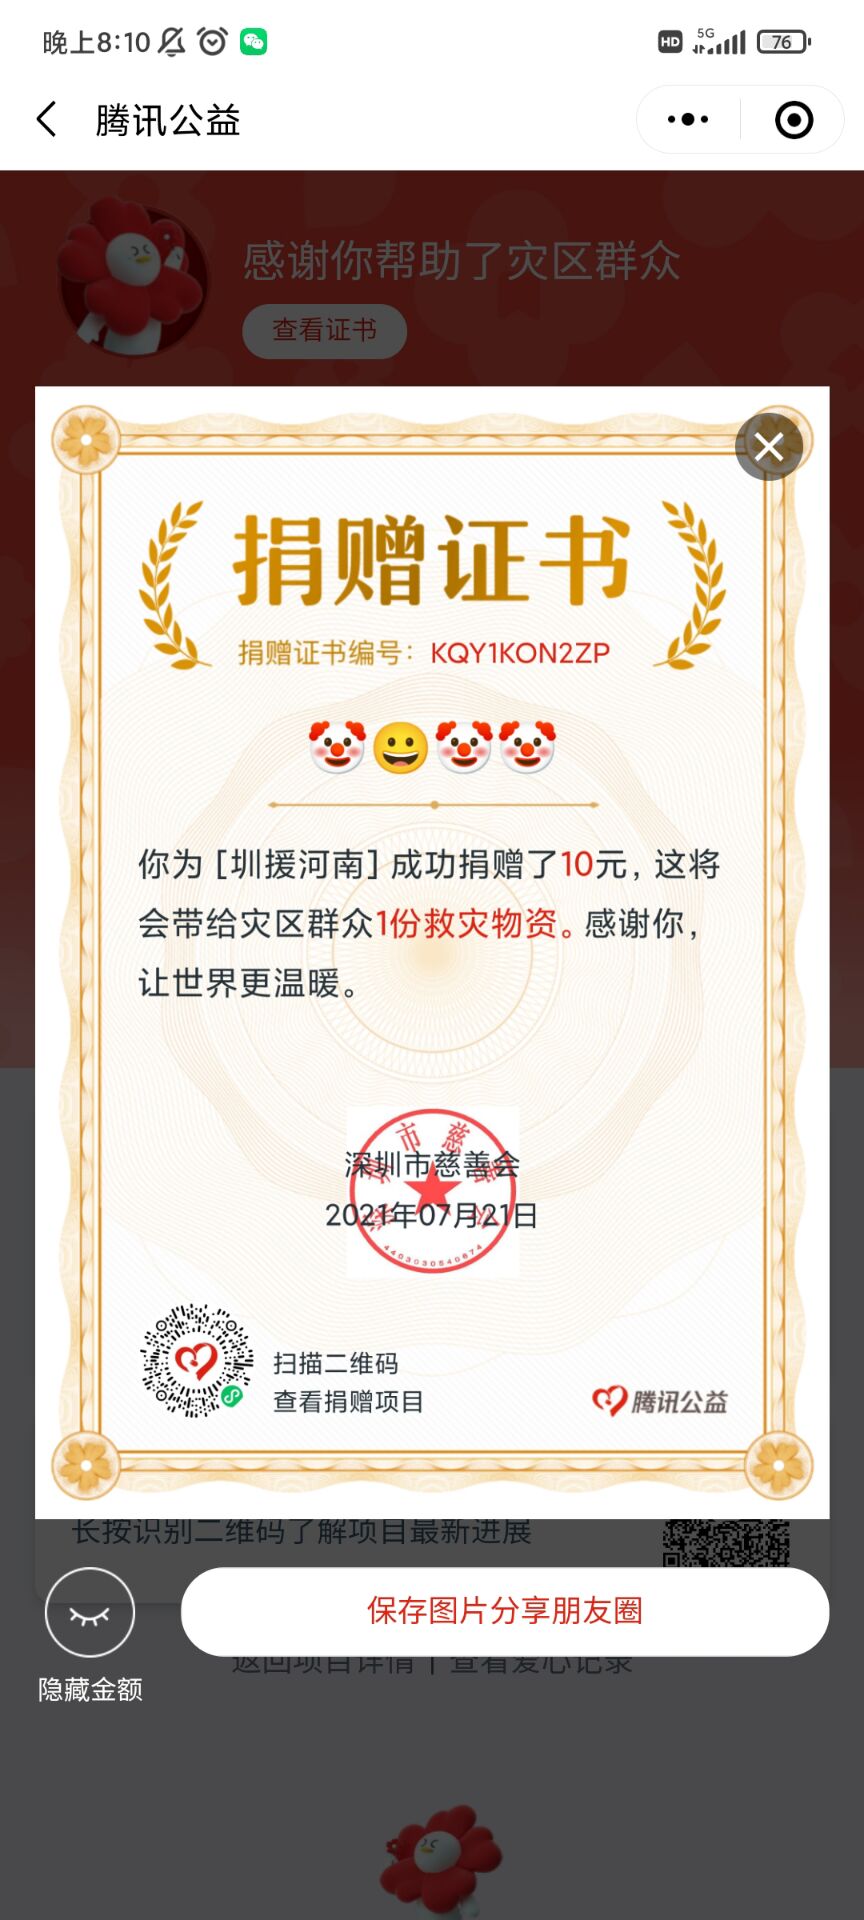 晚上8:10
HD 5G 76
腾讯公益
感谢你帮助了灾区群众
查看证书
捐赠证书
捐赠证书编号：KQY1KON2ZP
🤡😀🤡🤡
你为 [圳援河南] 成功捐赠了10元，这将
会带给灾区群众1份救灾物资。感谢你，
让世界更温暖。
深圳市慈善会
深圳市慈善会
2021年07月21日
扫描二维码
查看捐赠项目
腾讯公益
长按识别二维码了解项目最新进展
保存图片分享朋友圈
返回项目详情 | 查看爱心记录
隐藏金额